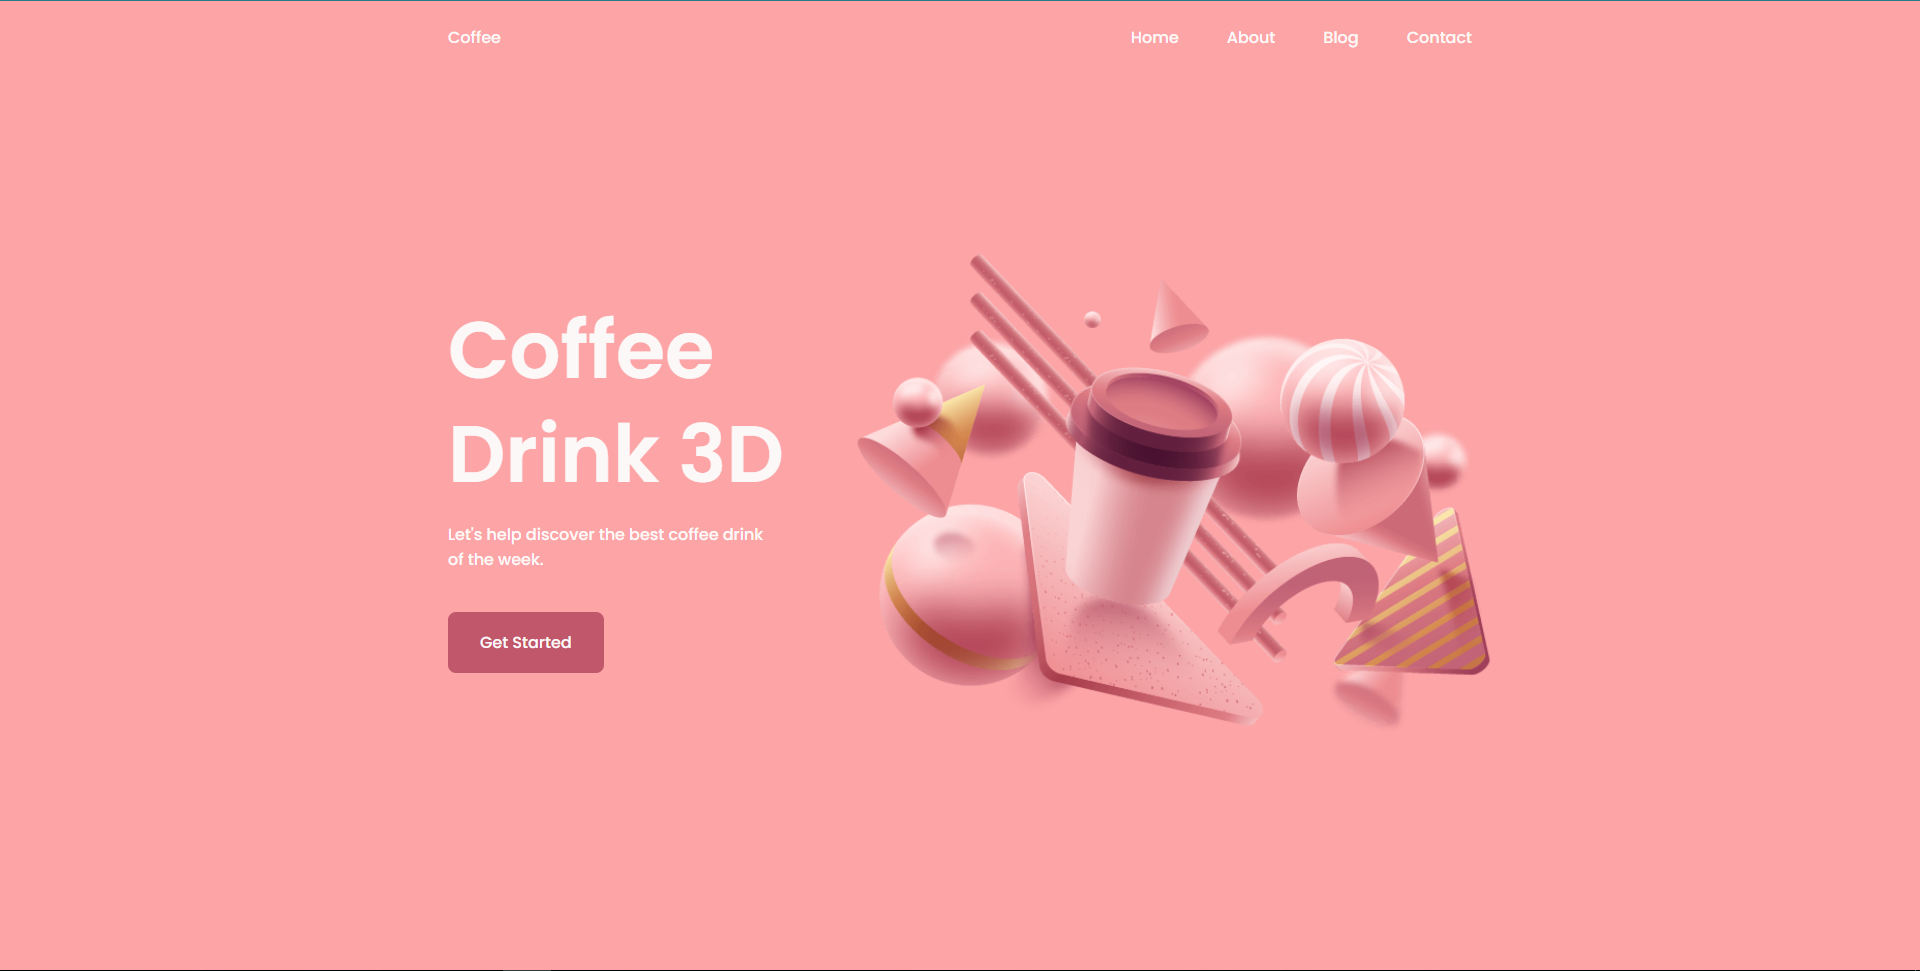 Coffee
Home About Blog Contact
Coffee
Drink 3D
Let's help discover the best coffee drink
of the week.
Get Started